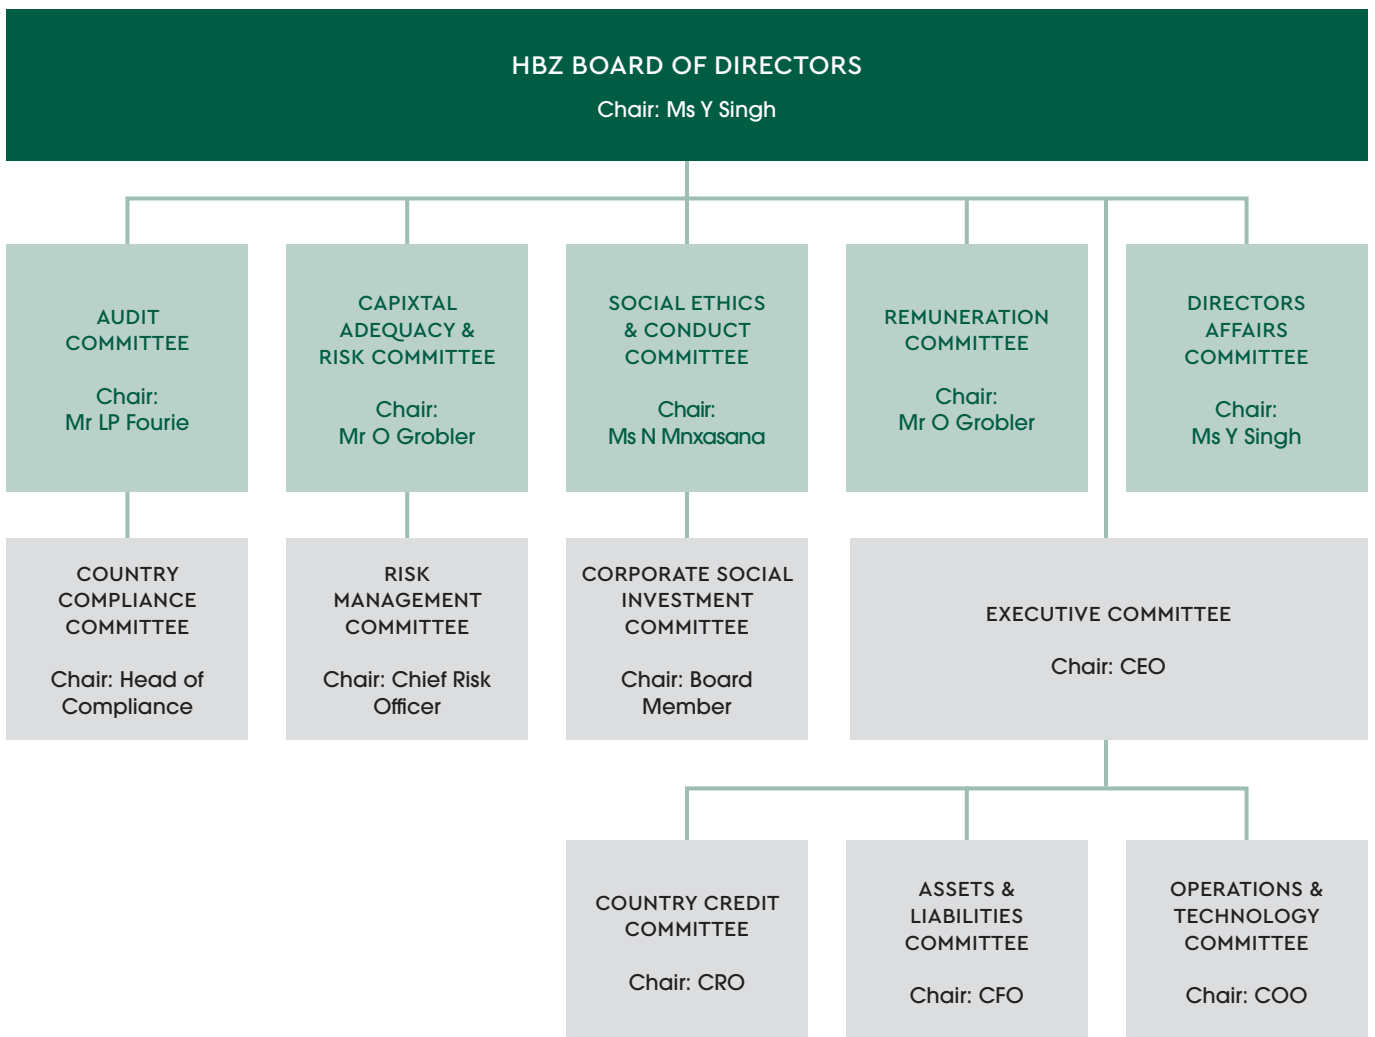 HBZ BOARD OF DIRECTORS
Chair: Ms Y Singh
AUDIT
COMMITTEE
Chair:
Mr LP Fourie
CAPIXTAL
ADEQUACY &
RISK COMMITTEE
Chair:
Mr O Grobler
SOCIAL ETHICS
& CONDUCT
COMMITTEE
Chair:
Ms N Mnxasana
REMUNERATION
COMMITTEE
Chair:
Mr O Grobler
DIRECTORS
AFFAIRS
COMMITTEE
Chair:
Ms Y Singh
COUNTRY
COMPLIANCE
COMMITTEE
Chair: Head of
Compliance
RISK
MANAGEMENT
COMMITTEE
Chair: Chief Risk
Officer
CORPORATE SOCIAL
INVESTMENT
COMMITTEE
Chair: Board
Member
EXECUTIVE COMMITTEE
Chair: CEO
COUNTRY CREDIT
COMMITTEE
Chair: CRO
ASSETS &
LIABILITIES
COMMITTEE
Chair: CFO
OPERATIONS &
TECHNOLOGY
COMMITTEE
Chair: COO